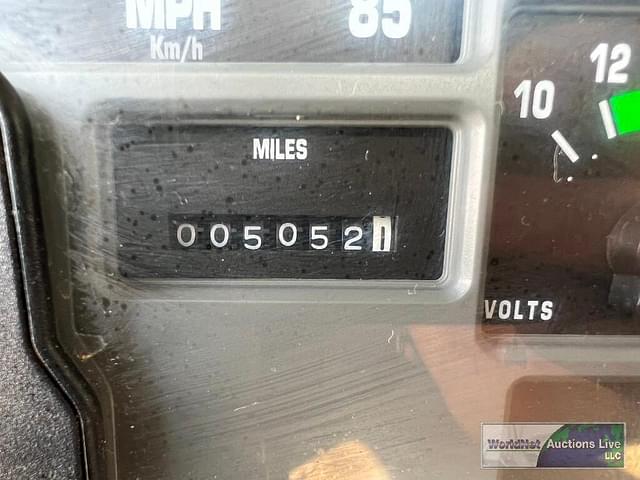 MPH 85
Km/h
12
10
MILES
0050521
VOLTS
WorldNet Auctions Live
LLC